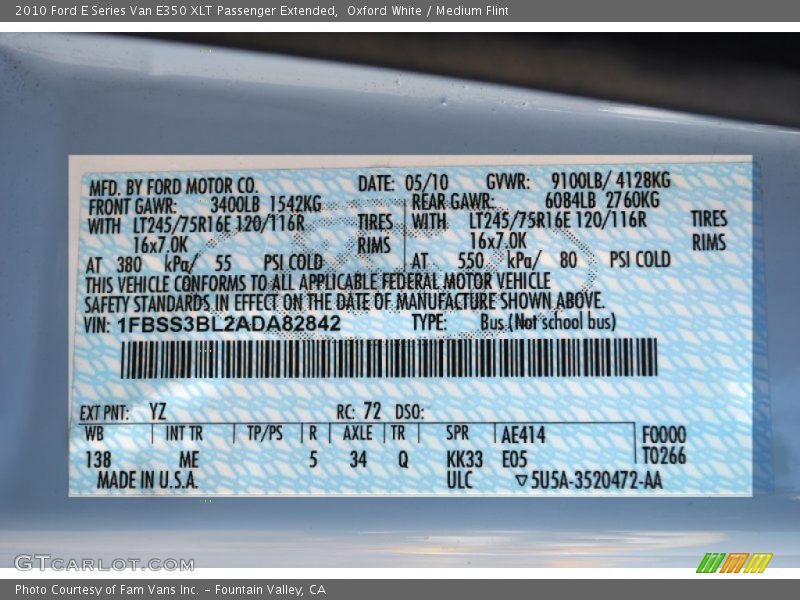 2010 Ford E Series Van E350 XLT Passenger Extended, Oxford White / Medium Flint
MFD. BY FORD MOTOR CO. DATE: 05/10 GVWR: 9100LB/ 4128KG
FRONT GAWR: 3400LB 1542KG REAR GAWR: 6084LB 2760KG
WITH LT245/75R16E 120/116R TIRES WITH LT245/75R16E 120/116R TIRES
16x7.0K RIMS 16x7.0K RIMS
AT 380 kPa/ 55 PSI COLD AT 550 kPa/ 80 PSI COLD
THIS VEHICLE CONFORMS TO ALL APPLICABLE FEDERAL MOTOR VEHICLE
SAFETY STANDARDS IN EFFECT ON THE DATE OF MANUFACTURE SHOWN ABOVE.
VIN: 1FBSS3BL2ADA82842 TYPE: Bus (Not school bus)
EXT PNT: YZ RC: 72 DSO:
WB INT TR TP/PS R AXLE TR SPR AE414 F0000
138 ME 5 34 Q KK33 E05 T0266
MADE IN U.S.A. ULC ▽5U5A-3520472-AA
GTCARLOT.COM
Photo Courtesy of Fam Vans Inc. - Fountain Valley, CA